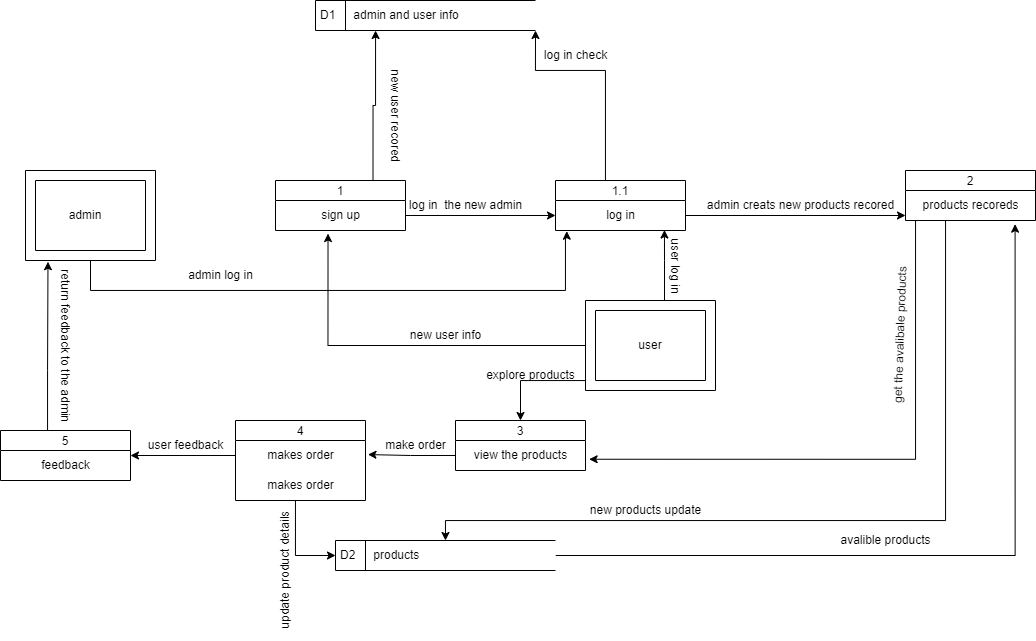 D1
admin and user info
log in check
new user recored
1
sign up
log in  the new admin
1.1
log in
admin creats new products recored
2
products recoreds
admin
admin log in
user log in
return feedback to the admin
get the avalibale products
new user info
user
explore products
3
view the products
make order
4
makes order
makes order
user feedback
5
feedback
update product details
new products update
D2
products
avalible products